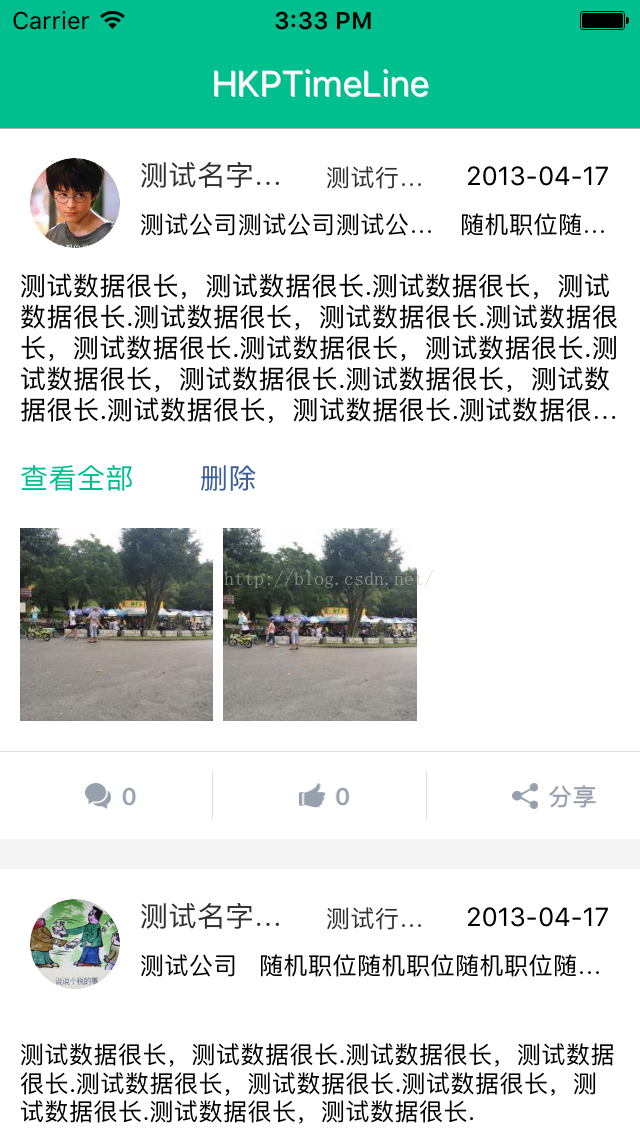 Carrier 3:33 PM
HKPTimeLine
测试名字... 测试行... 2013-04-17
测试公司测试公司测试公... 随机职位随...
测试数据很长，测试数据很长.测试数据很长，测试
数据很长.测试数据很长，测试数据很长.测试数据很
长，测试数据很长.测试数据很长，测试数据很长.测
试数据很长，测试数据很长.测试数据很长，测试数
据很长.测试数据很长，测试数据很长.测试数据很...
查看全部 删除
http://blog.csdn.net/
0 0 分享
测试名字... 测试行... 2013-04-17
说说个税的事
测试公司 随机职位随机职位随机职位随...
测试数据很长，测试数据很长.测试数据很长，测试数据
很长.测试数据很长，测试数据很长.测试数据很长，测
试数据很长.测试数据很长，测试数据很长.